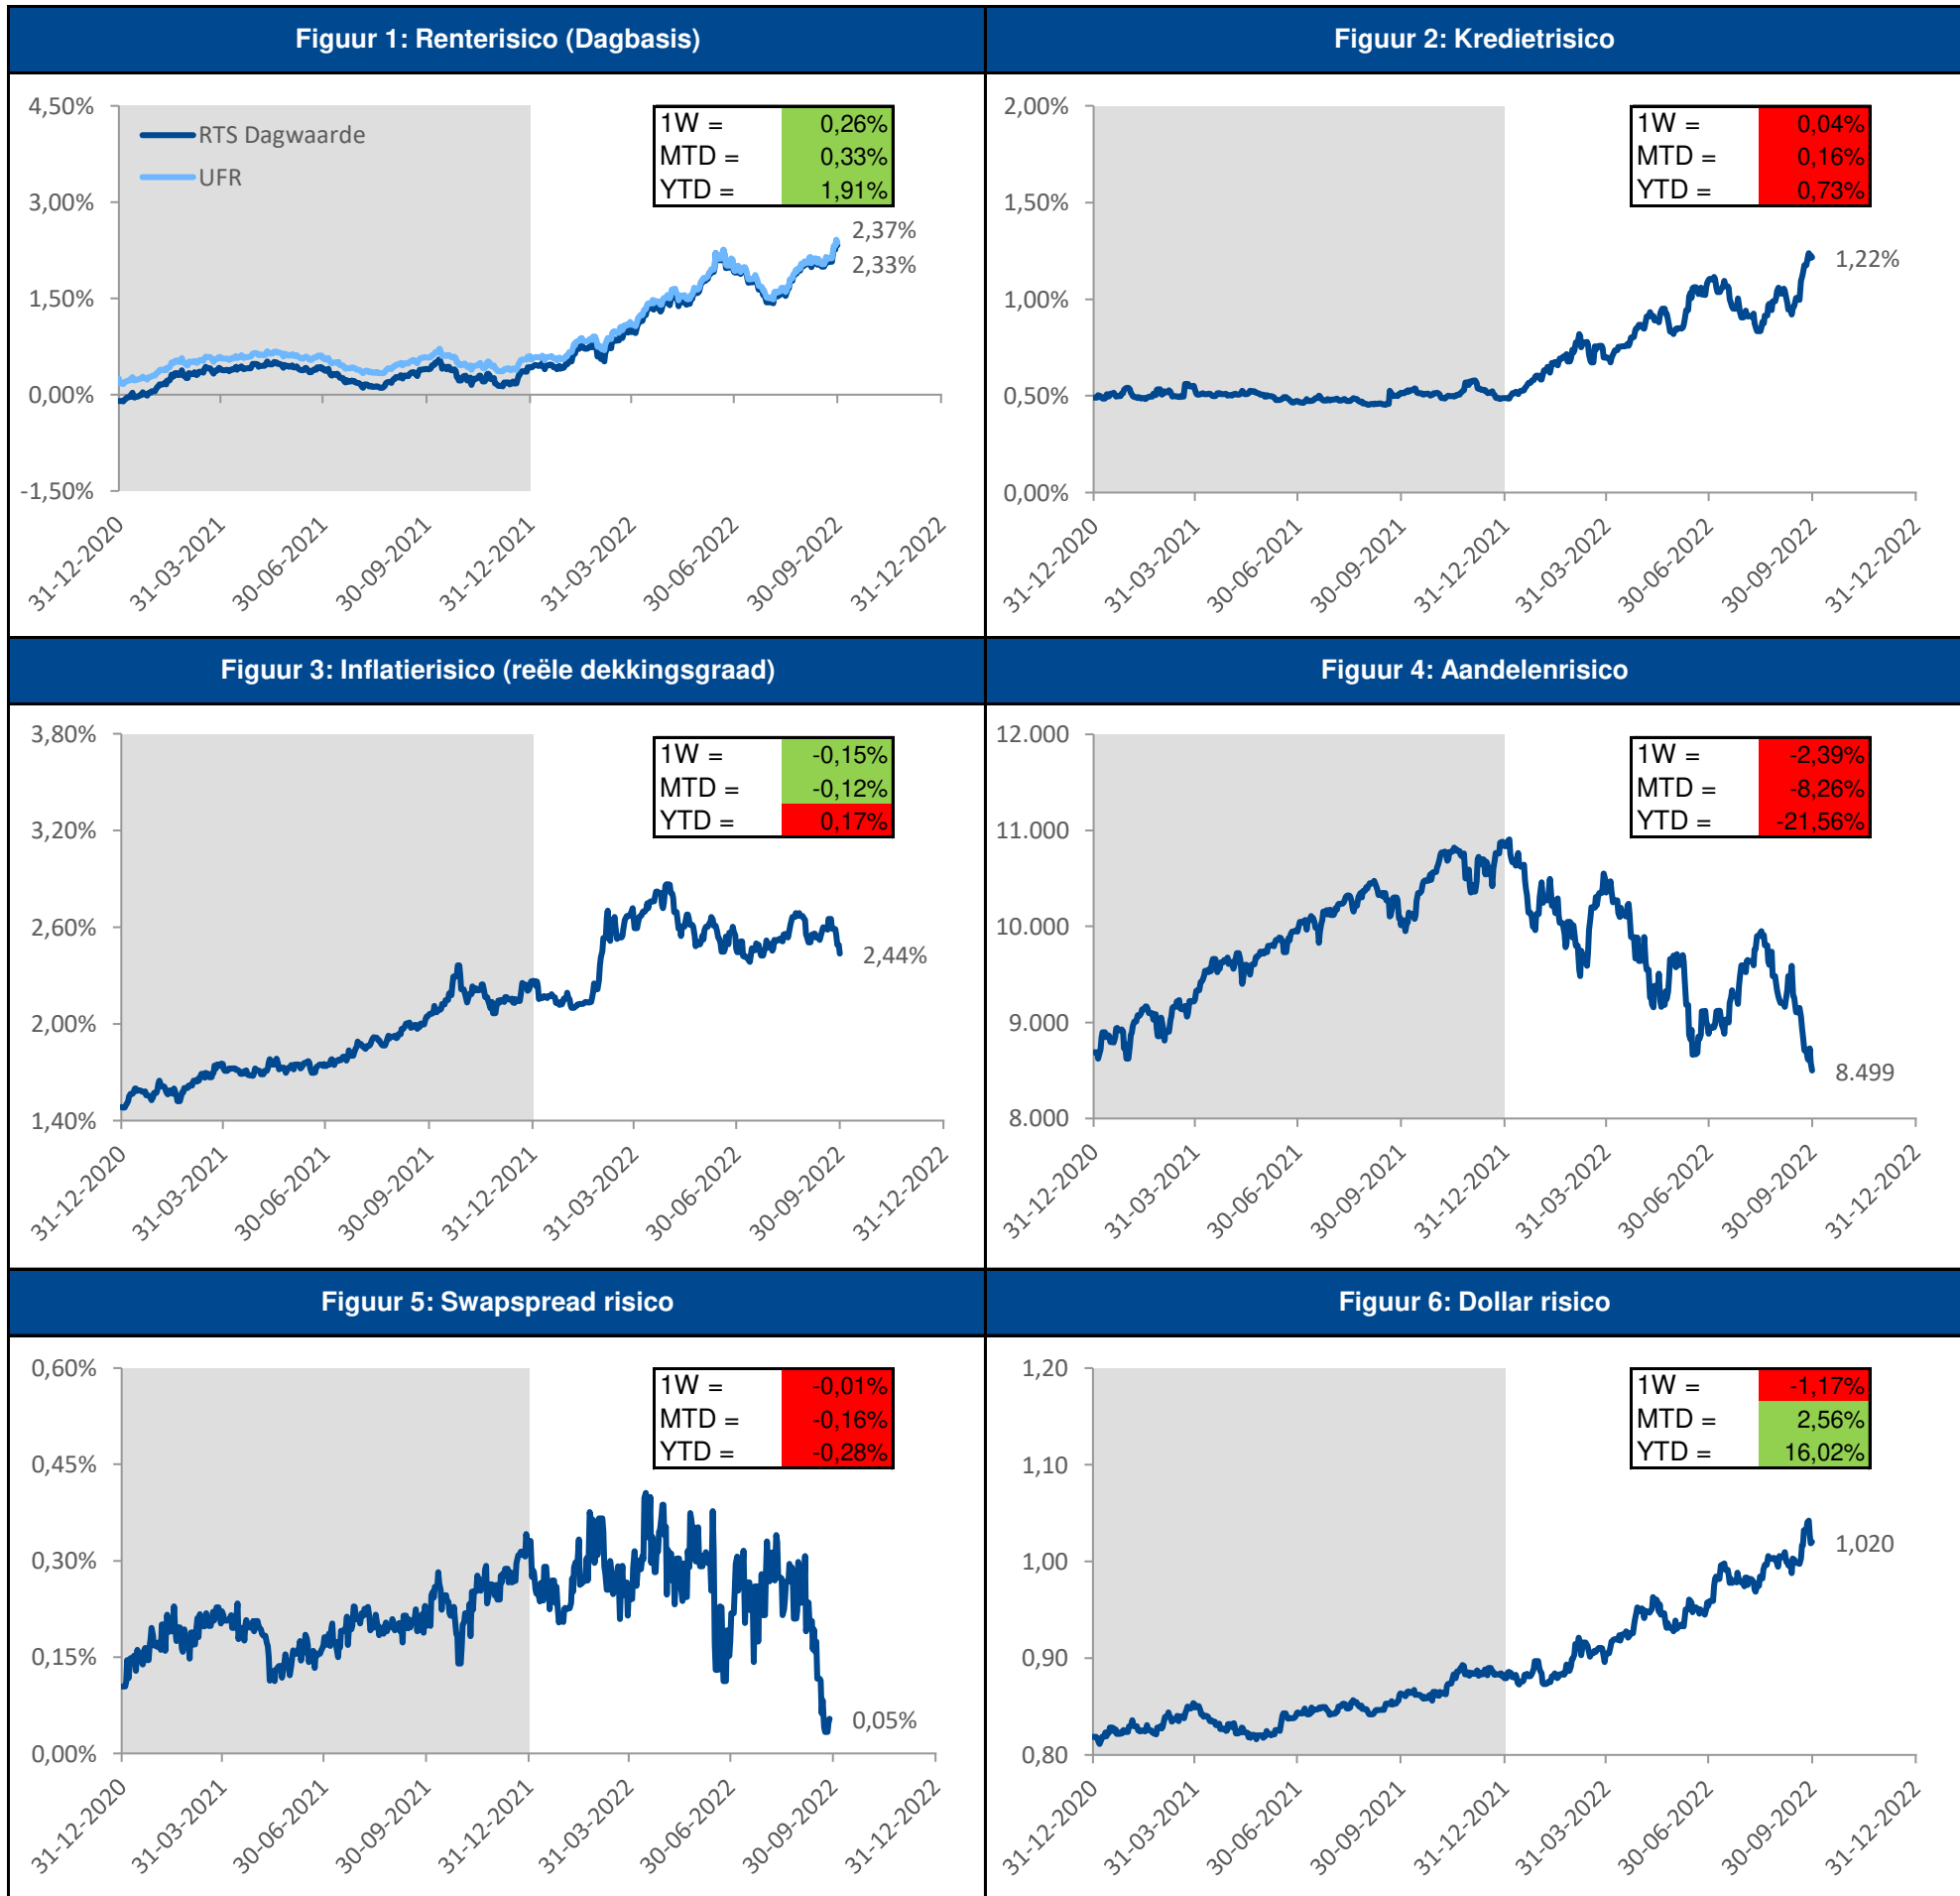 Figuur 1: Renterisico (Dagbasis)
4,50%
3,00%
1,50%
0,00%
-1,50%
RTS Dagwaarde
UFR
1W = 0,26%
MTD = 0,33%
YTD = 1,91%
2,37%
2,33%
31-12-2020 31-03-2021 30-06-2021 30-09-2021 31-12-2021 31-03-2022 30-06-2022 30-09-2022 31-12-2022
Figuur 2: Kredietrisico
2,00%
1,50%
1,00%
0,50%
0,00%
1W = 0,04%
MTD = 0,16%
YTD = 0,73%
1,22%
31-12-2020 31-03-2021 30-06-2021 30-09-2021 31-12-2021 31-03-2022 30-06-2022 30-09-2022 31-12-2022
Figuur 3: Inflatierisico (reële dekkingsgraad)
3,80%
3,20%
2,60%
2,00%
1,40%
1W = -0,15%
MTD = -0,12%
YTD = 0,17%
2,44%
31-12-2020 31-03-2021 30-06-2021 30-09-2021 31-12-2021 31-03-2022 30-06-2022 30-09-2022 31-12-2022
Figuur 4: Aandelenrisico
12.000
11.000
10.000
9.000
8.000
1W = -2,39%
MTD = -8,26%
YTD = -21,56%
8.499
31-12-2020 31-03-2021 30-06-2021 30-09-2021 31-12-2021 31-03-2022 30-06-2022 30-09-2022 31-12-2022
Figuur 5: Swapspread risico
0,60%
0,45%
0,30%
0,15%
0,00%
1W = -0,01%
MTD = -0,16%
YTD = -0,28%
0,05%
31-12-2020 31-03-2021 30-06-2021 30-09-2021 31-12-2021 31-03-2022 30-06-2022 30-09-2022 31-12-2022
Figuur 6: Dollar risico
1,20
1,10
1,00
0,90
0,80
1W = -1,17%
MTD = 2,56%
YTD = 16,02%
1,020
31-12-2020 31-03-2021 30-06-2021 30-09-2021 31-12-2021 31-03-2022 30-06-2022 30-09-2022 31-12-2022